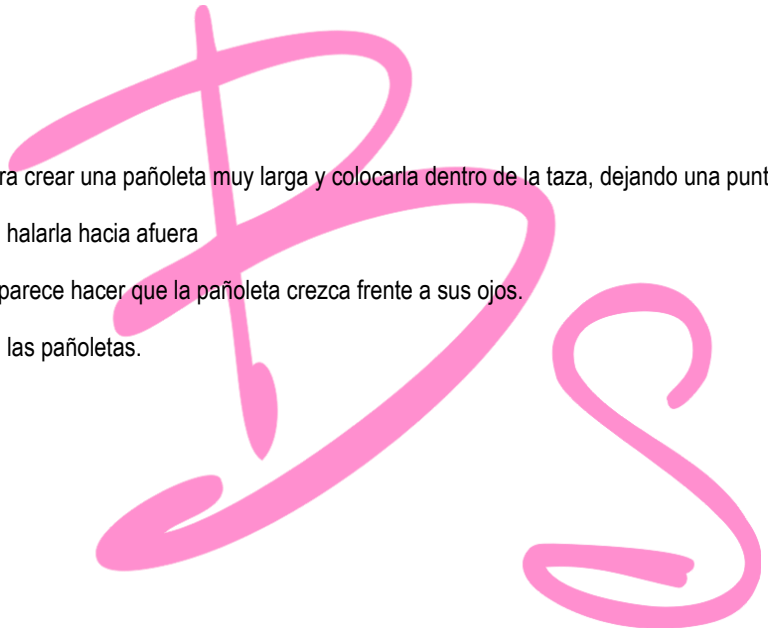 ra crear una pañoleta muy larga y colocarla dentro de la taza, dejando una punt
halarla hacia afuera
parece hacer que la pañoleta crezca frente a sus ojos.
las pañoletas.
BS